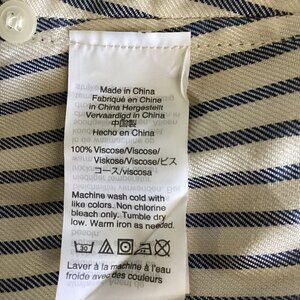 Made in China
Fabriqué en Chine
in China Hergestellt
Vervaardigd in China
中国製
Hecho en China
100% Viscose/Viscose/
Viskose/Viscose/ビス
コース/viscosa
Machine wash cold with
like colors. Non chlorine
bleach only. Tumble dry
low. Warm iron as needed.
Laver à la machine à l'eau
froide avec des couleurs